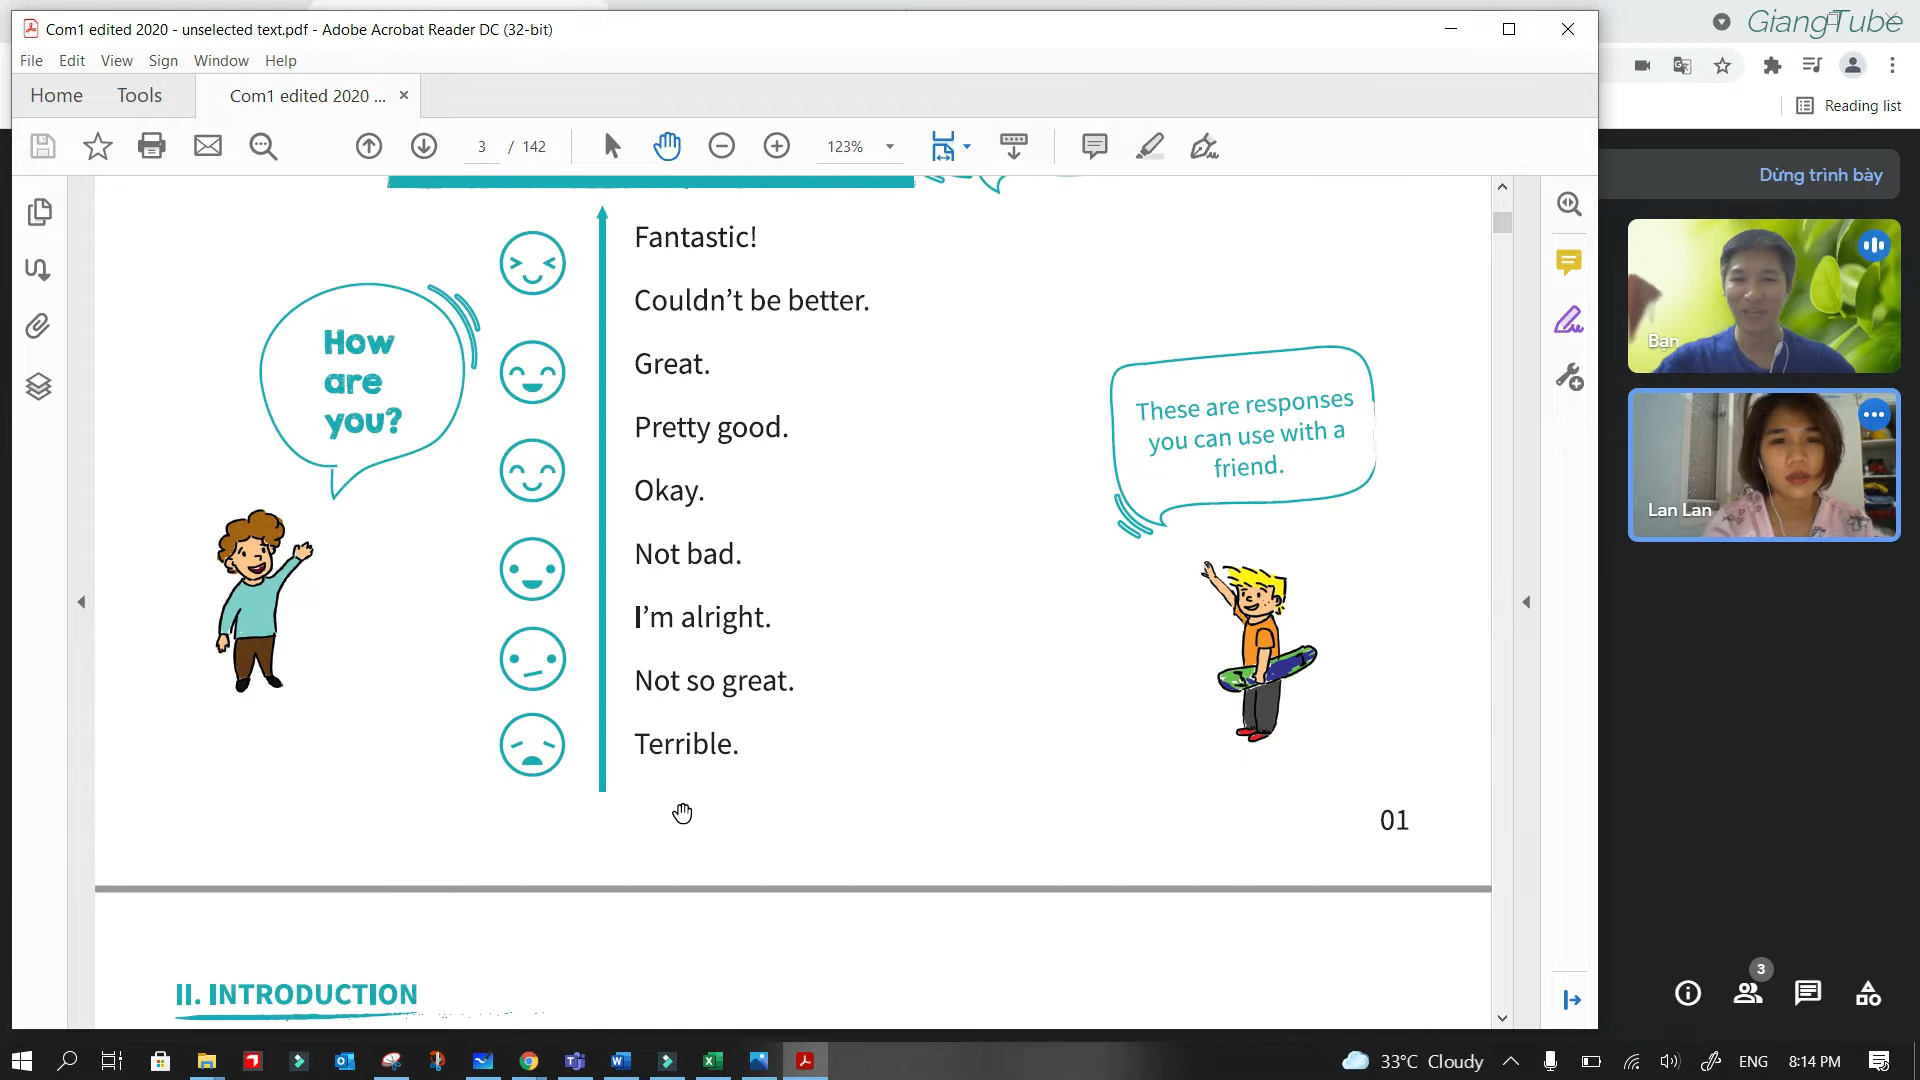 Com1 edited 2020 - unselected text.pdf - Adobe Acrobat Reader DC (32-bit)
GiangTube
File Edit View Sign Window Help
Home Tools Com1 edited 2020 ... ×
Reading list
3 / 142 123%
Dừng trình bày
Fantastic!
Couldn't be better.
Great.
Pretty good.
Okay.
Not bad.
I'm alright.
Not so great.
Terrible.
How
are
you?
These are responses
you can use with a
friend.
01
II. INTRODUCTION
Bạn
Lan Lan
3
33°C Cloudy ENG 8:14 PM